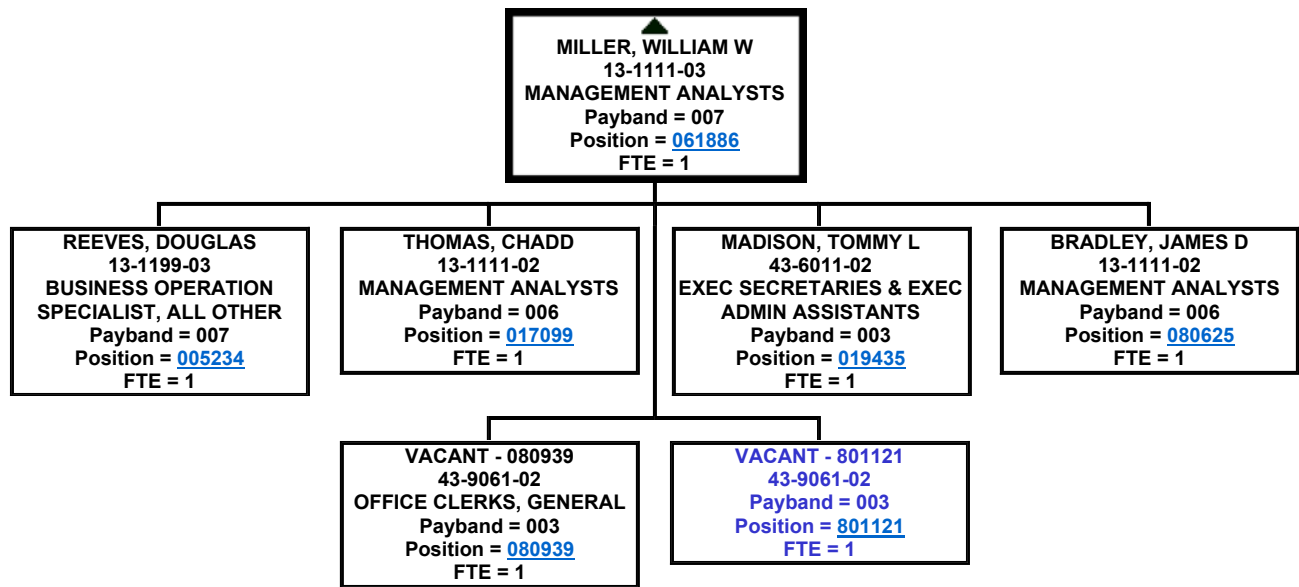 MILLER, WILLIAM W
13-1111-03
MANAGEMENT ANALYSTS
Payband = 007
Position = 061886
FTE = 1
REEVES, DOUGLAS
13-1199-03
BUSINESS OPERATION
SPECIALIST, ALL OTHER
Payband = 007
Position = 005234
FTE = 1
THOMAS, CHADD
13-1111-02
MANAGEMENT ANALYSTS
Payband = 006
Position = 017099
FTE = 1
MADISON, TOMMY L
43-6011-02
EXEC SECRETARIES & EXEC
ADMIN ASSISTANTS
Payband = 003
Position = 019435
FTE = 1
BRADLEY, JAMES D
13-1111-02
MANAGEMENT ANALYSTS
Payband = 006
Position = 080625
FTE = 1
VACANT - 080939
43-9061-02
OFFICE CLERKS, GENERAL
Payband = 003
Position = 080939
FTE = 1
VACANT - 801121
43-9061-02
Payband = 003
Position = 801121
FTE = 1